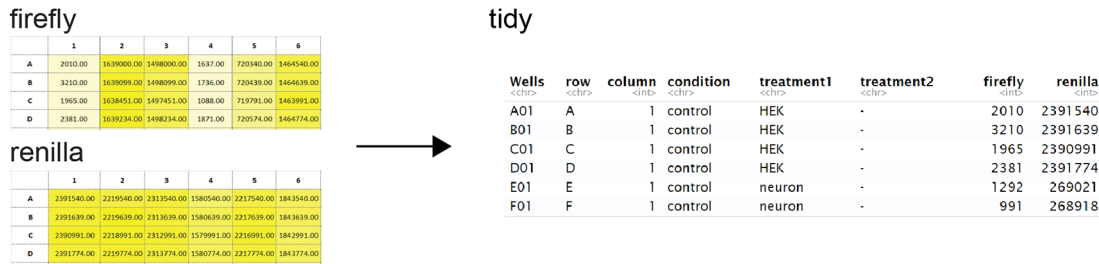 firefly
1 2 3 4 5 6
A 2010.00 1639000.00 1498000.00 1637.00 720340.00 1464540.00
B 3210.00 1639099.00 1498099.00 1736.00 720439.00 1464639.00
C 1965.00 1638451.00 1497451.00 1088.00 719791.00 1463991.00
D 2381.00 1639234.00 1498234.00 1871.00 720574.00 1464774.00
renilla
1 2 3 4 5 6
A 2391540.00 2219540.00 2313540.00 1580540.00 2217540.00 1843540.00
B 2391639.00 2219639.00 2313639.00 1580639.00 2217639.00 1843639.00
C 2390991.00 2218991.00 2312991.00 1579991.00 2216991.00 1842991.00
D 2391774.00 2219774.00 2313774.00 1580774.00 2217774.00 1843774.00
tidy
Wells row column condition treatment1 treatment2 firefly renilla
<chr> <chr> <int> <chr> <chr> <chr> <int> <int>
A01 A 1 control HEK - 2010 2391540
B01 B 1 control HEK - 3210 2391639
C01 C 1 control HEK - 1965 2390991
D01 D 1 control HEK - 2381 2391774
E01 E 1 control neuron - 1292 269021
F01 F 1 control neuron - 991 268918